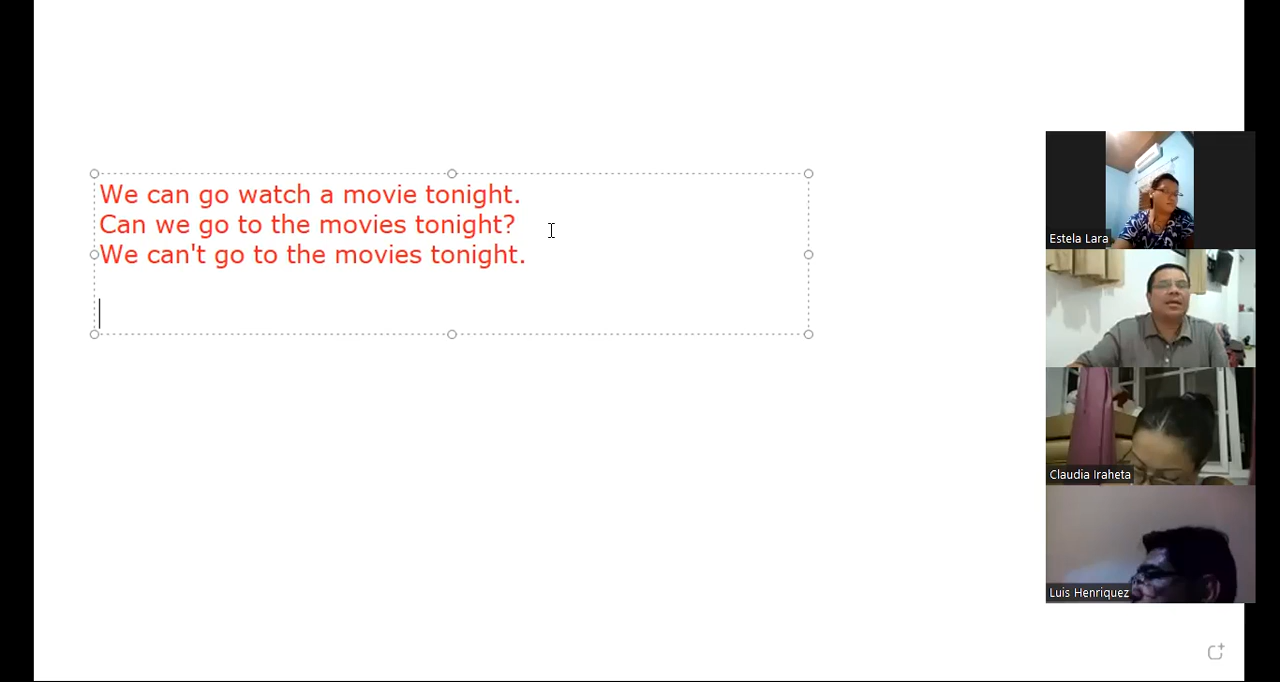 We can go watch a movie tonight.
Can we go to the movies tonight?
We can't go to the movies tonight.
Estela Lara
Claudia Iraheta
Luis Henriquez